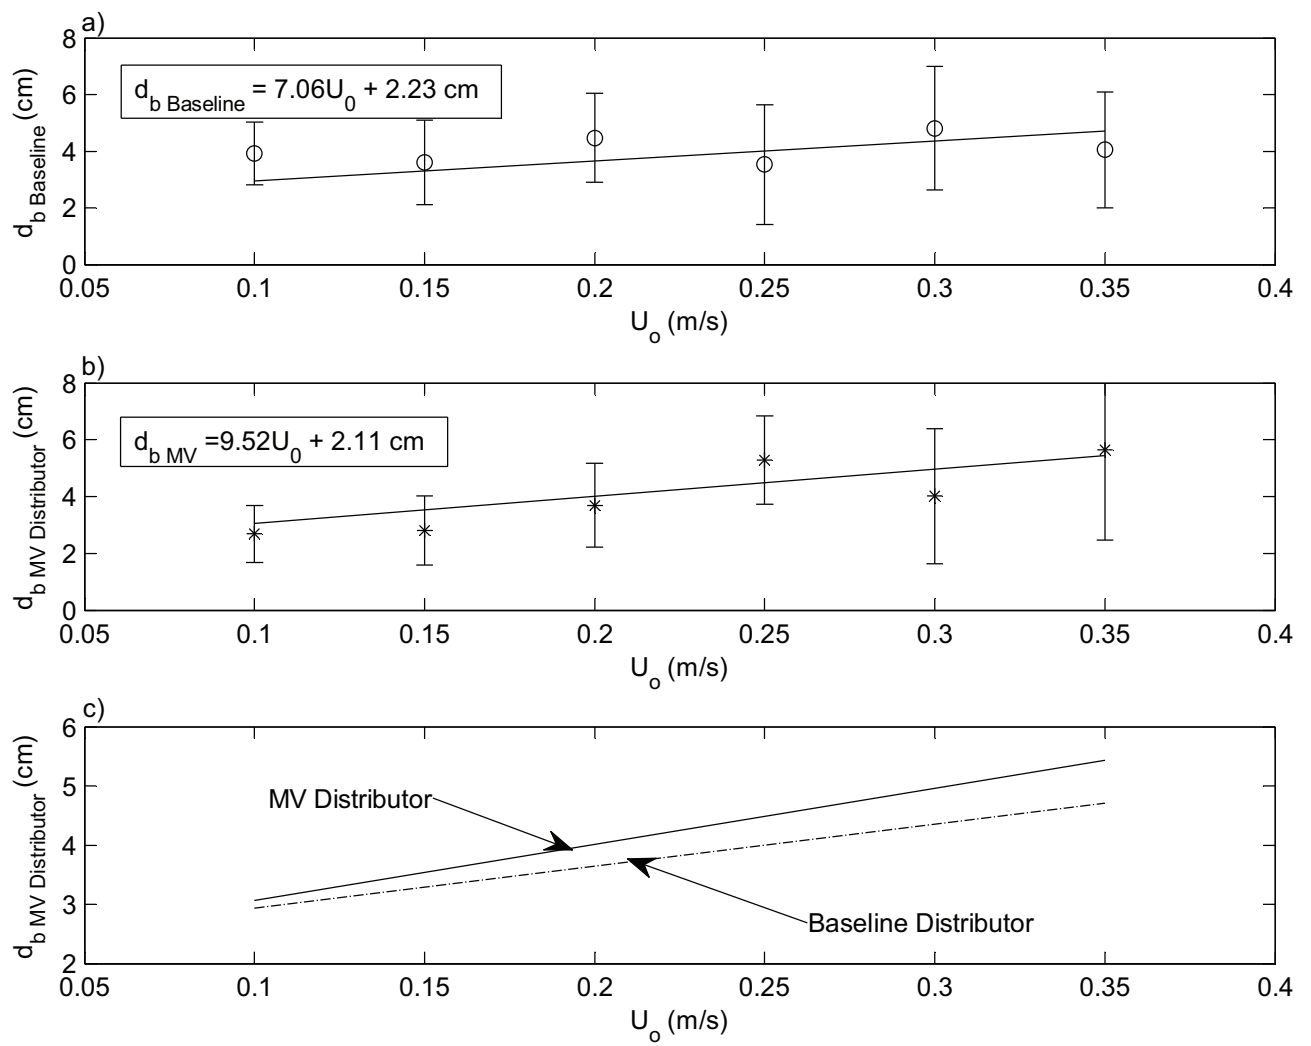 a)
8
6
4
2
0
d_b Baseline (cm)
d_b Baseline = 7.06U_0 + 2.23 cm
0.05 0.1 0.15 0.2 0.25 0.3 0.35 0.4
U_o (m/s)
b)
8
6
4
2
0
d_b MV Distributor (cm)
d_b MV =9.52U_0 + 2.11 cm
0.05 0.1 0.15 0.2 0.25 0.3 0.35 0.4
U_o (m/s)
c)
6
5
4
3
2
d_b MV Distributor (cm)
MV Distributor
Baseline Distributor
0.05 0.1 0.15 0.2 0.25 0.3 0.35 0.4
U_o (m/s)